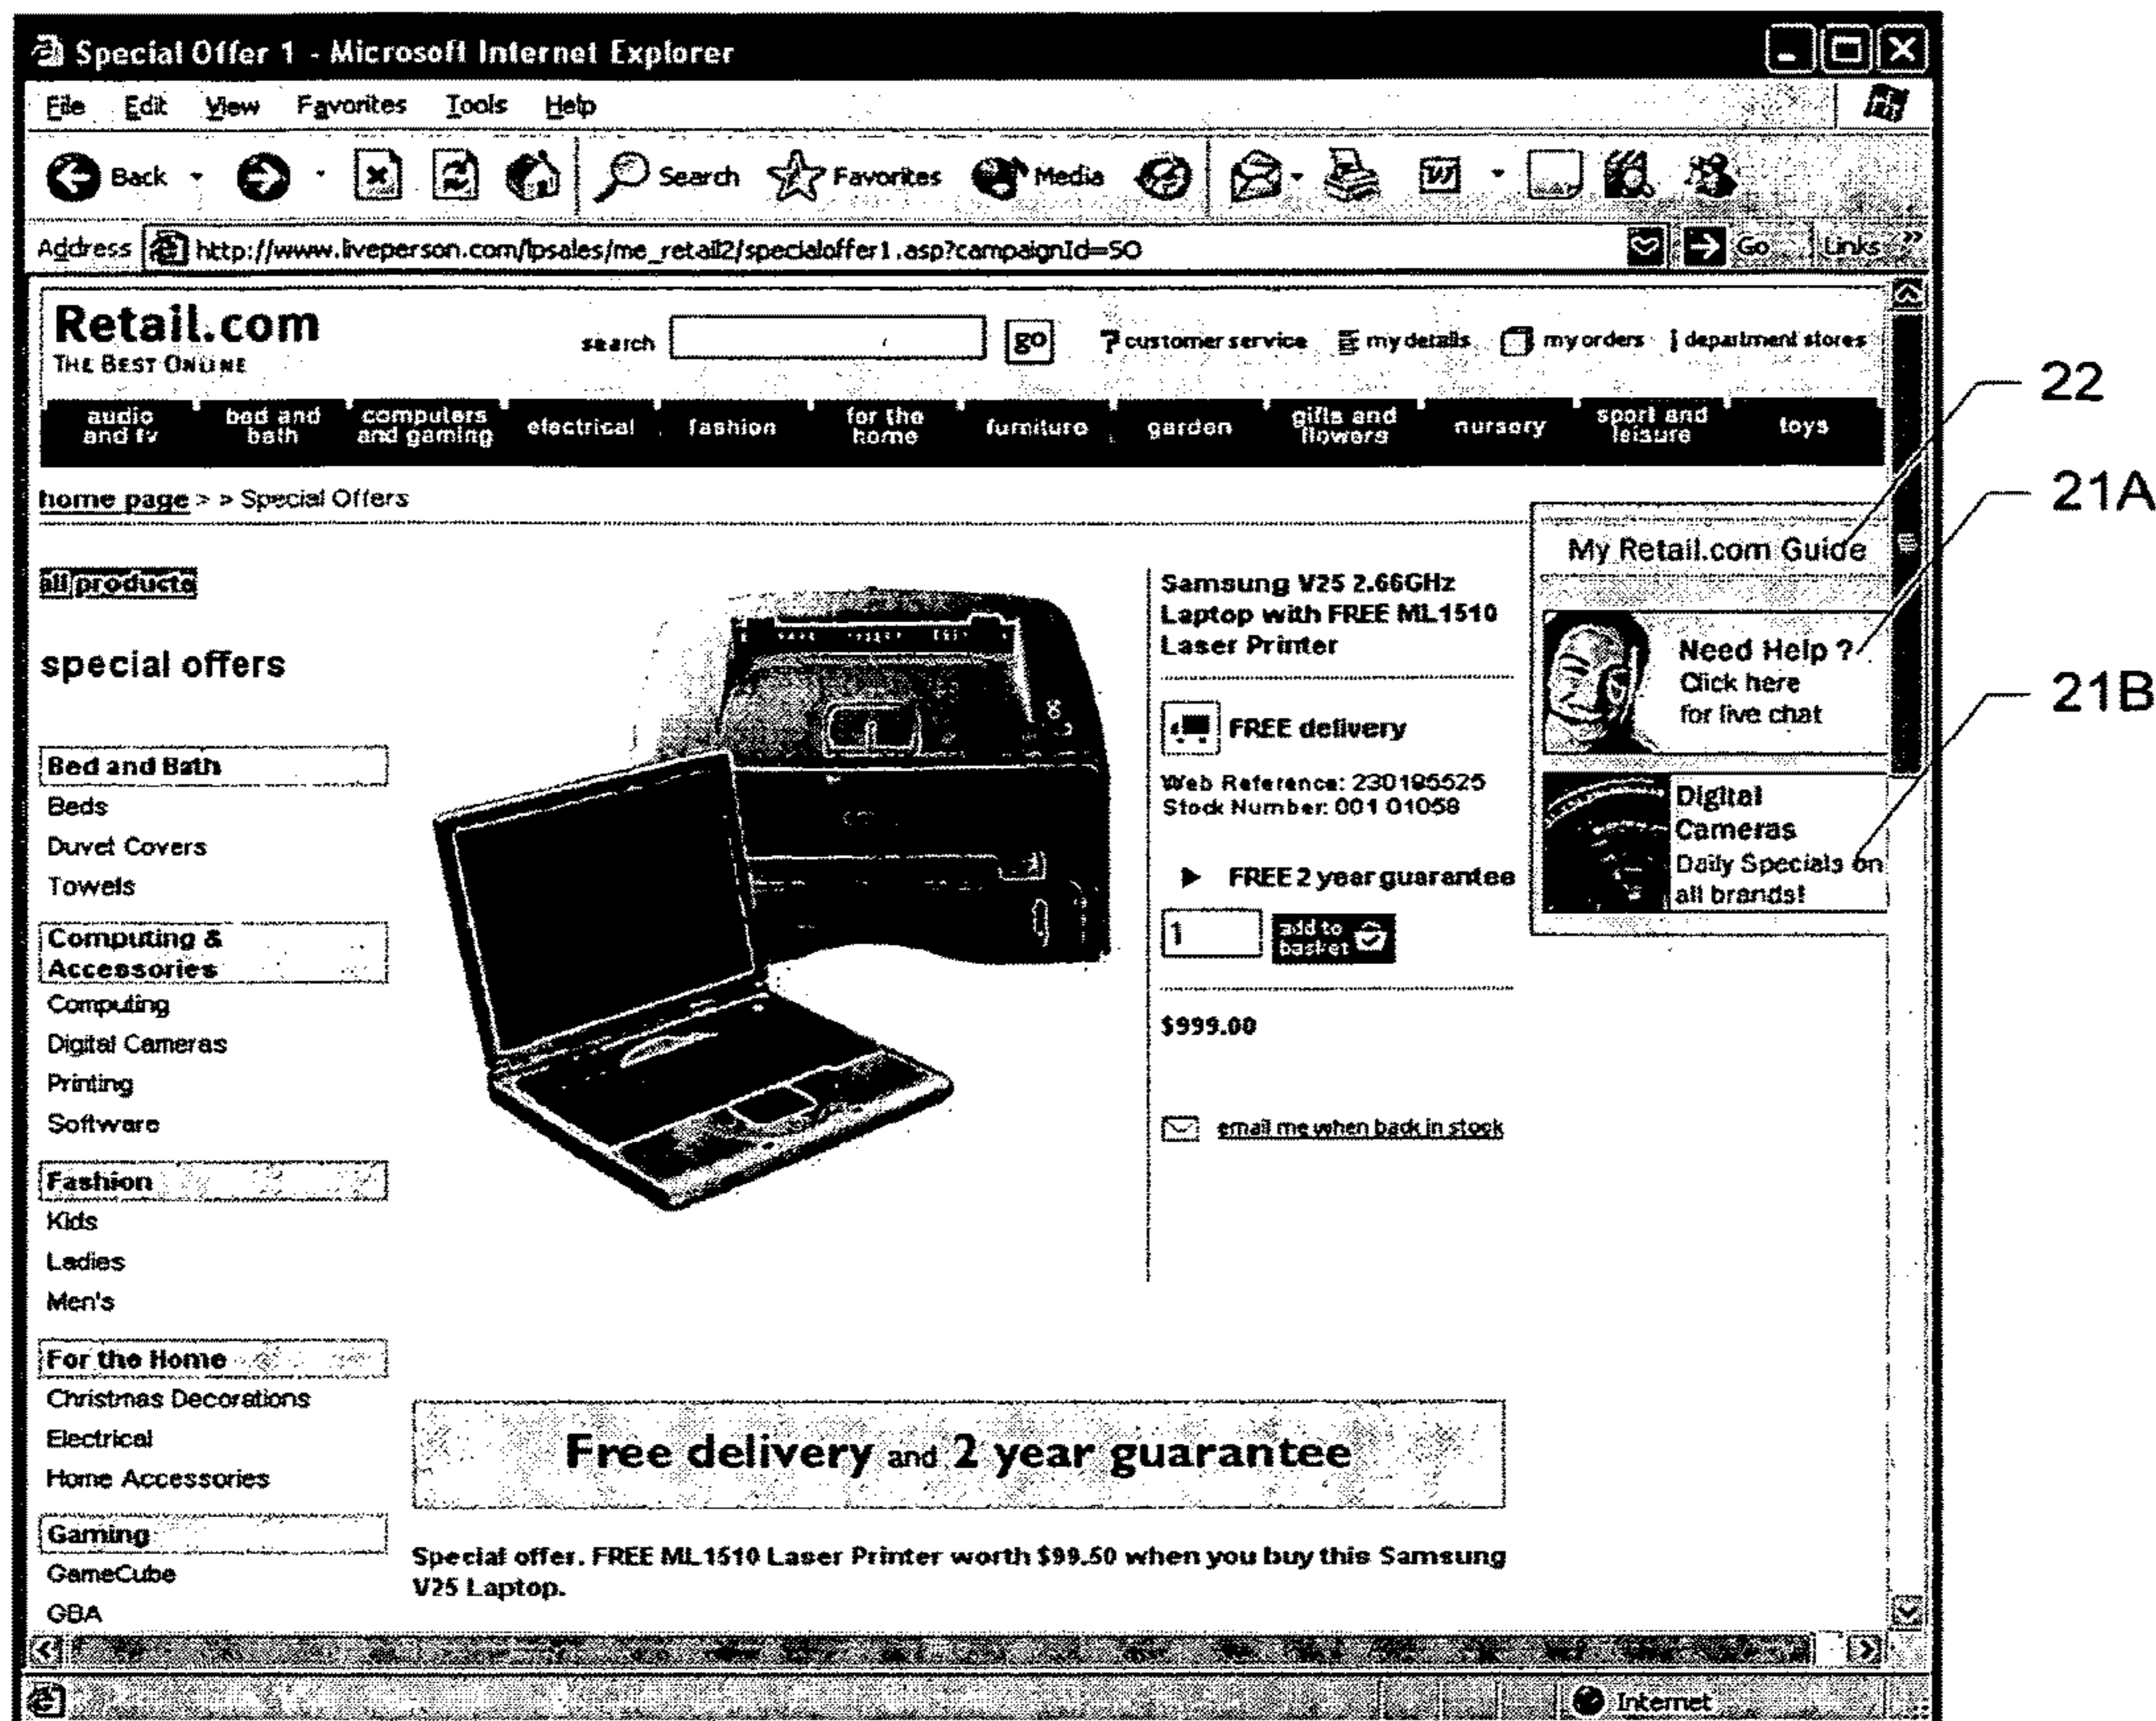 Special Offer 1 - Microsoft Internet Explorer
File Edit View Favorites Tools Help
Back Search Favorites Media
Address http://www.liveperson.com/lpsales/me_retail2/specialoffer1.asp?campaignId=SO Go Links »
Retail.com
THE BEST ONLINE
search go ? customer service my details my orders i department stores
audio and tv
bed and bath
computers and gaming
electrical
fashion
for the home
furniture
garden
gifts and flowers
nursery
sport and leisure
toys
home page > > Special Offers
all products
special offers
Bed and Bath
Beds
Duvet Covers
Towels
Computing &
Accessories
Computing
Digital Cameras
Printing
Software
Fashion
Kids
Ladies
Men's
For the Home
Christmas Decorations
Electrical
Home Accessories
Gaming
GameCube
GBA
Samsung V25 2.66GHz
Laptop with FREE ML1510
Laser Printer
FREE delivery
Web Reference: 230195525
Stock Number: 001 01058
FREE 2 year guarantee
1 add to basket
$999.00
email me when back in stock
Free delivery and 2 year guarantee
Special offer. FREE ML1510 Laser Printer worth $99.50 when you buy this Samsung
V25 Laptop.
My Retail.com Guide
Need Help ?
Click here
for live chat
Digital
Cameras
Daily Specials on
all brands!
22
21A
21B
Internet